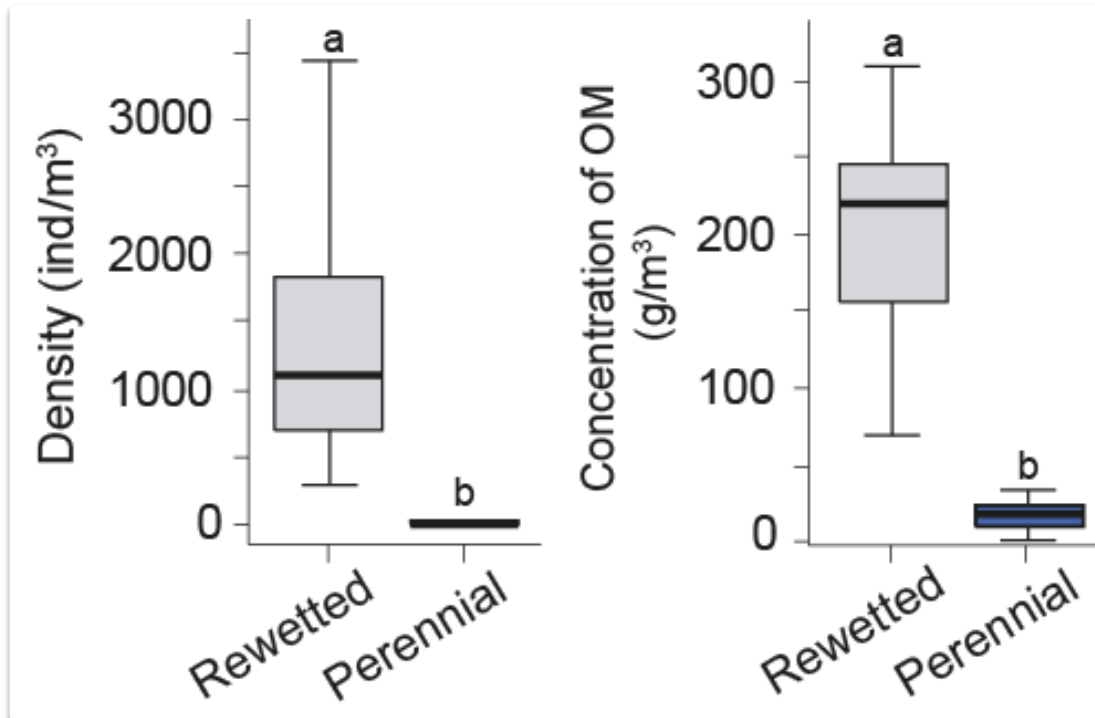 Density (ind/m³)
3000
2000
1000
0
a
b
Rewetted
Perennial
Concentration of OM
(g/m³)
300
200
100
0
a
b
Rewetted
Perennial